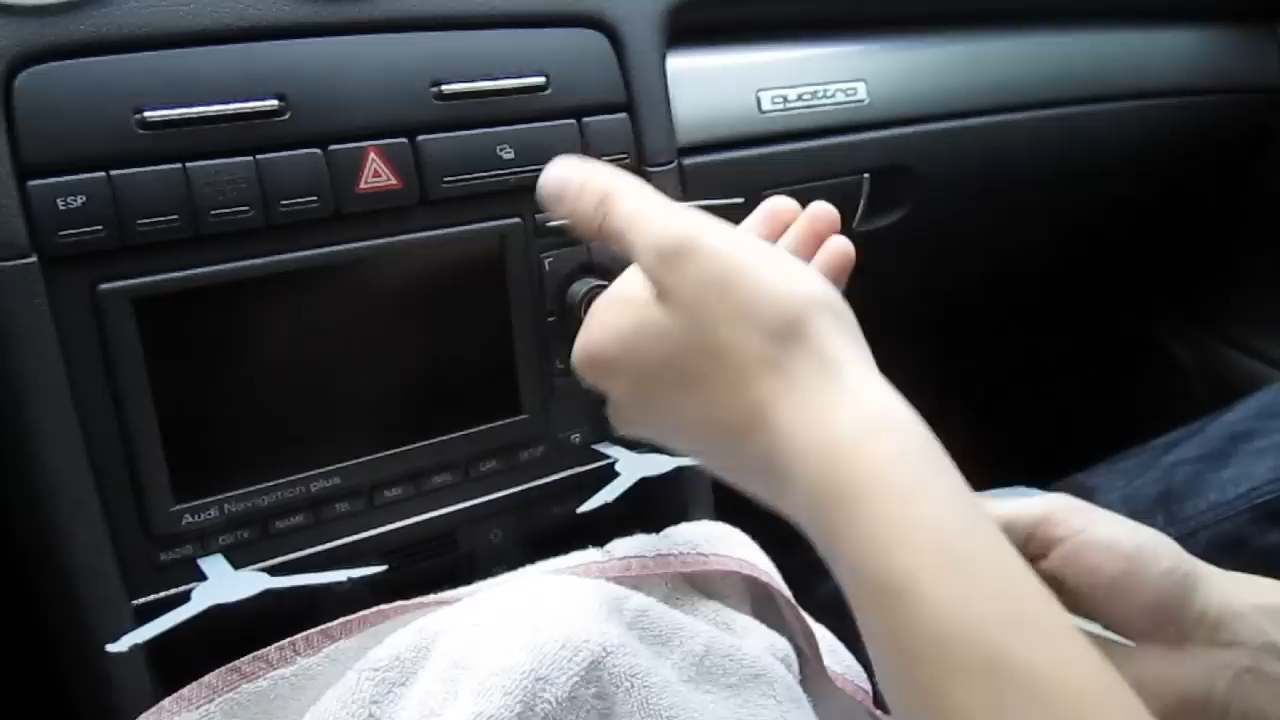 quattro
ESP
Audi Navigation plus
RADIO CD/TV NAME TEL NAV INFO CAR SETUP